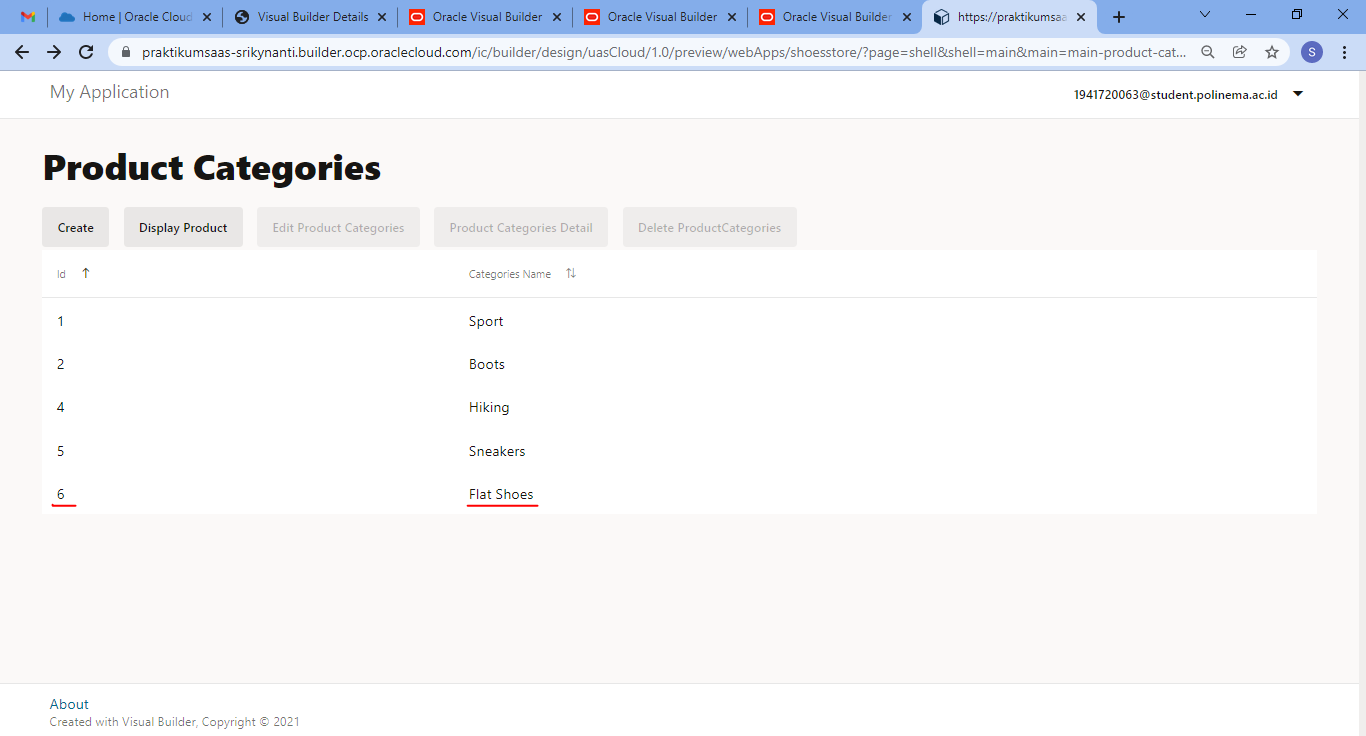 Home | Oracle Cloud
Visual Builder Details
Oracle Visual Builder
Oracle Visual Builder
Oracle Visual Builder
https://praktikumsaa
praktikumsaas-srikynanti.builder.ocp.oraclecloud.com/ic/builder/design/uasCloud/1.0/preview/webApps/shoesstore/?page=shell&shell=main&main=main-product-cat...
S
My Application
1941720063@student.polinema.ac.id
Product Categories
Create Display Product Edit Product Categories Product Categories Detail Delete ProductCategories
Id Categories Name
1 Sport
2 Boots
4 Hiking
5 Sneakers
6 Flat Shoes
About
Created with Visual Builder, Copyright © 2021